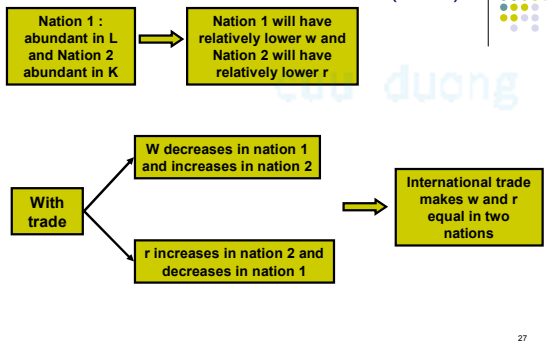 Nation 1 :
abundant in L
and Nation 2
abundant in K
Nation 1 will have
relatively lower w and
Nation 2 will have
relatively lower r
cuu duong
W decreases in nation 1
and increases in nation 2
With
trade
r increases in nation 2 and
decreases in nation 1
International trade
makes w and r
equal in two
nations
27